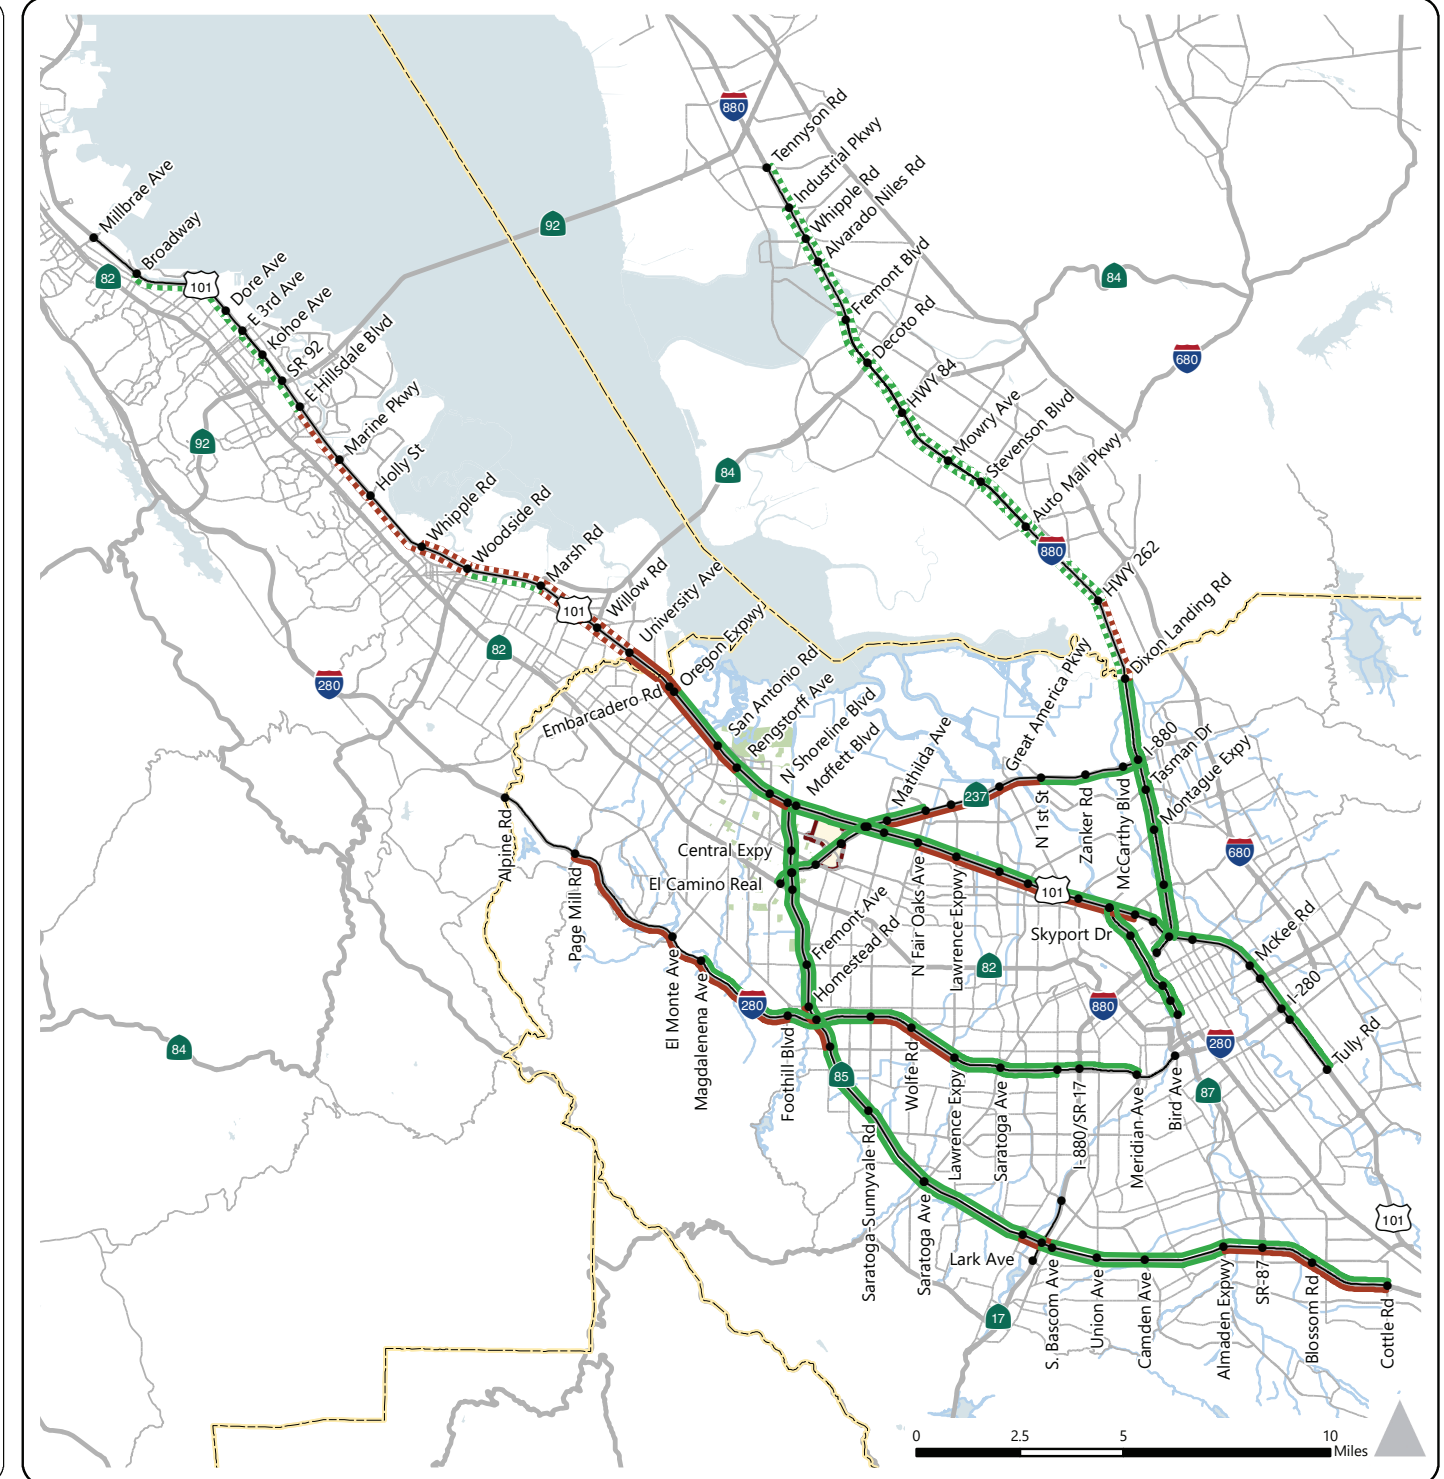 880
Tennyson Rd
Industrial Pkwy
Whipple Rd
Alvarado Niles Rd
Millbrae Ave
Broadway
92
82
101
Dore Ave
E 3rd Ave
Kohoe Ave
SR 92
E Hillsdale Blvd
Fremont Blvd
Decoto Rd
84
680
HWY 84
Mowry Ave
Stevenson Blvd
Auto Mall Pkwy
92
Marine Pkwy
Holly St
84
Whipple Rd
Woodside Rd
Marsh Rd
880
HWY 262
Dixon Landing Rd
101
Willow Rd
University Ave
82
280
Oregon Expwy
Embarcadero Rd
San Antonio Rd
Rengstorff Ave
N Shoreline Blvd
Moffett Blvd
Mathilda Ave
Great America Pkwy
I-880
Tasman Dr
Montague Expy
237
N 1st St
Zanker Rd
McCarthy Blvd
Alpine Rd
Page Mill Rd
Central Expy
El Camino Real
680
101
Fremont Ave
Homestead Rd
N Fair Oaks Ave
Lawrence Expwy
Skyport Dr
McKee Rd
82
El Monte Ave
Magdalenena Ave
280
880
I-280
84
280
Tully Rd
Foothill Blvd
85
Wolfe Rd
Lawrence Expy
Saratoga Ave
I-880/SR-17
Meridian Ave
Bird Ave
87
Saratoga-Sunnyvale Rd
Saratoga Ave
101
Lark Ave
17
S. Bascom Ave
Union Ave
Camden Ave
Almaden Expwy
SR-87
Blossom Rd
Cottle Rd
0 2.5 5 10
Miles